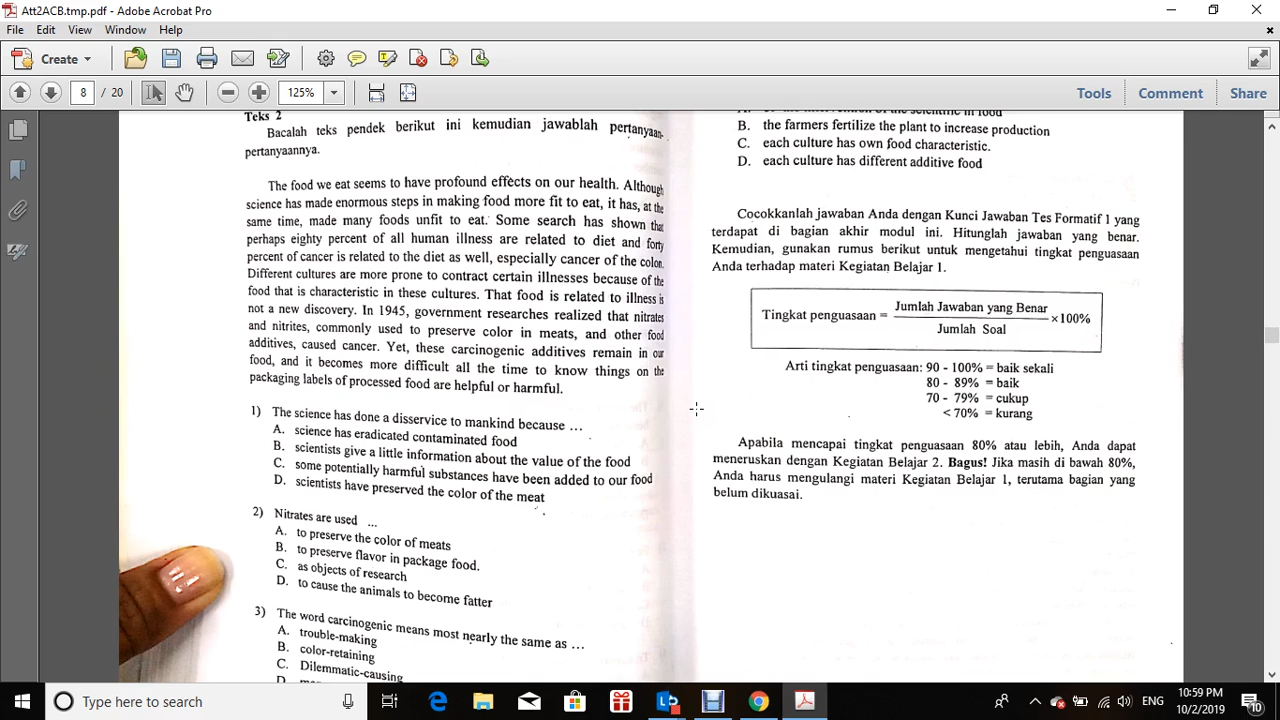 Att2ACB.tmp.pdf - Adobe Acrobat Pro
File Edit View Window Help
Create
8 / 20
125%
Tools Comment Share
Teks 2
Bacalah teks pendek berikut ini kemudian jawablah pertanyaan-
pertanyaannya.
The food we eat seems to have profound effects on our health. Although
science has made enormous steps in making food more fit to eat, it has, at the
same time, made many foods unfit to eat. Some search has shown that
perhaps eighty percent of all human illness are related to diet and forty
percent of cancer is related to the diet as well, especially cancer of the colon.
Different cultures are more prone to contract certain illnesses because of the
food that is characteristic in these cultures. That food is related to illness is
not a new discovery. In 1945, government researches realized that nitrates
and nitrites, commonly used to preserve color in meats, and other food
additives, caused cancer. Yet, these carcinogenic additives remain in our
food, and it becomes more difficult all the time to know things on the
packaging labels of processed food are helpful or harmful.
1) The science has done a disservice to mankind because ...
A. science has eradicated contaminated food
B. scientists give a little information about the value of the food
C. some potentially harmful substances have been added to our food
D. scientists have preserved the color of the meat
2) Nitrates are used ...
A. to preserve the color of meats
B. to preserve flavor in package food.
C. as objects of research
D. to cause the animals to become fatter
3) The word carcinogenic means most nearly the same as ...
A. trouble-making
B. color-retaining
C. Dilemmatic-causing
D.
the intervention of the scientific in food
B. the farmers fertilize the plant to increase production
C. each culture has own food characteristic.
D. each culture has different additive food
Cocokkanlah jawaban Anda dengan Kunci Jawaban Tes Formatif 1 yang
terdapat di bagian akhir modul ini. Hitunglah jawaban yang benar.
Kemudian, gunakan rumus berikut untuk mengetahui tingkat penguasaan
Anda terhadap materi Kegiatan Belajar 1.
Jumlah Jawaban yang Benar
Tingkat penguasaan = ×100%
Jumlah Soal
Arti tingkat penguasaan: 90 - 100% = baik sekali
80 - 89% = baik
70 - 79% = cukup
< 70% = kurang
Apabila mencapai tingkat penguasaan 80% atau lebih, Anda dapat
meneruskan dengan Kegiatan Belajar 2. Bagus! Jika masih di bawah 80%,
Anda harus mengulangi materi Kegiatan Belajar 1, terutama bagian yang
belum dikuasai.
Type here to search
ENG
10:59 PM
10/2/2019
10